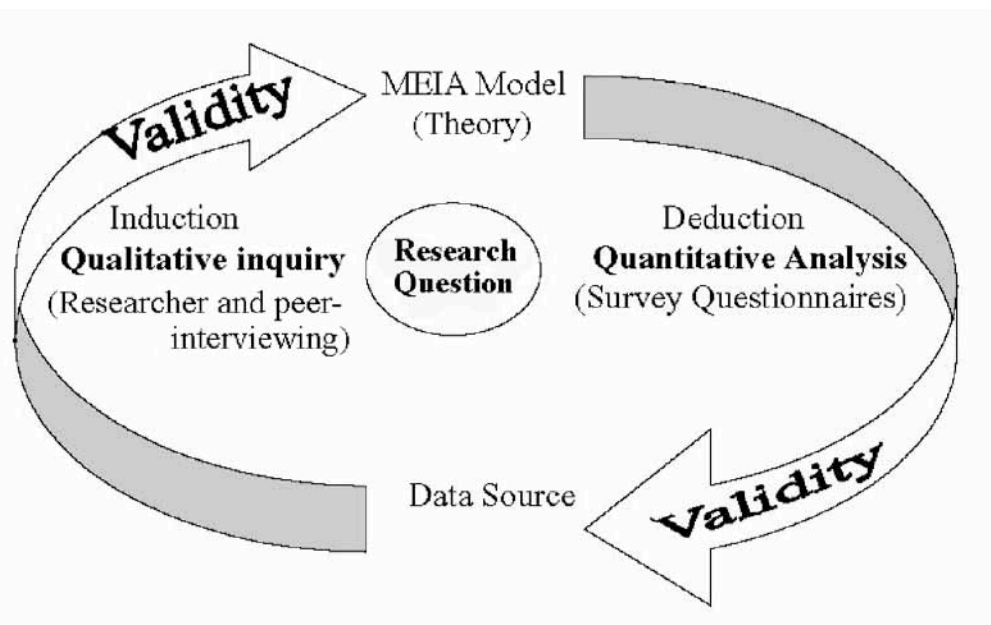 Validity
MEIA Model
(Theory)
Induction
Qualitative inquiry
(Researcher and peer-
interviewing)
Research
Question
Deduction
Quantitative Analysis
(Survey Questionnaires)
Data Source
Validity